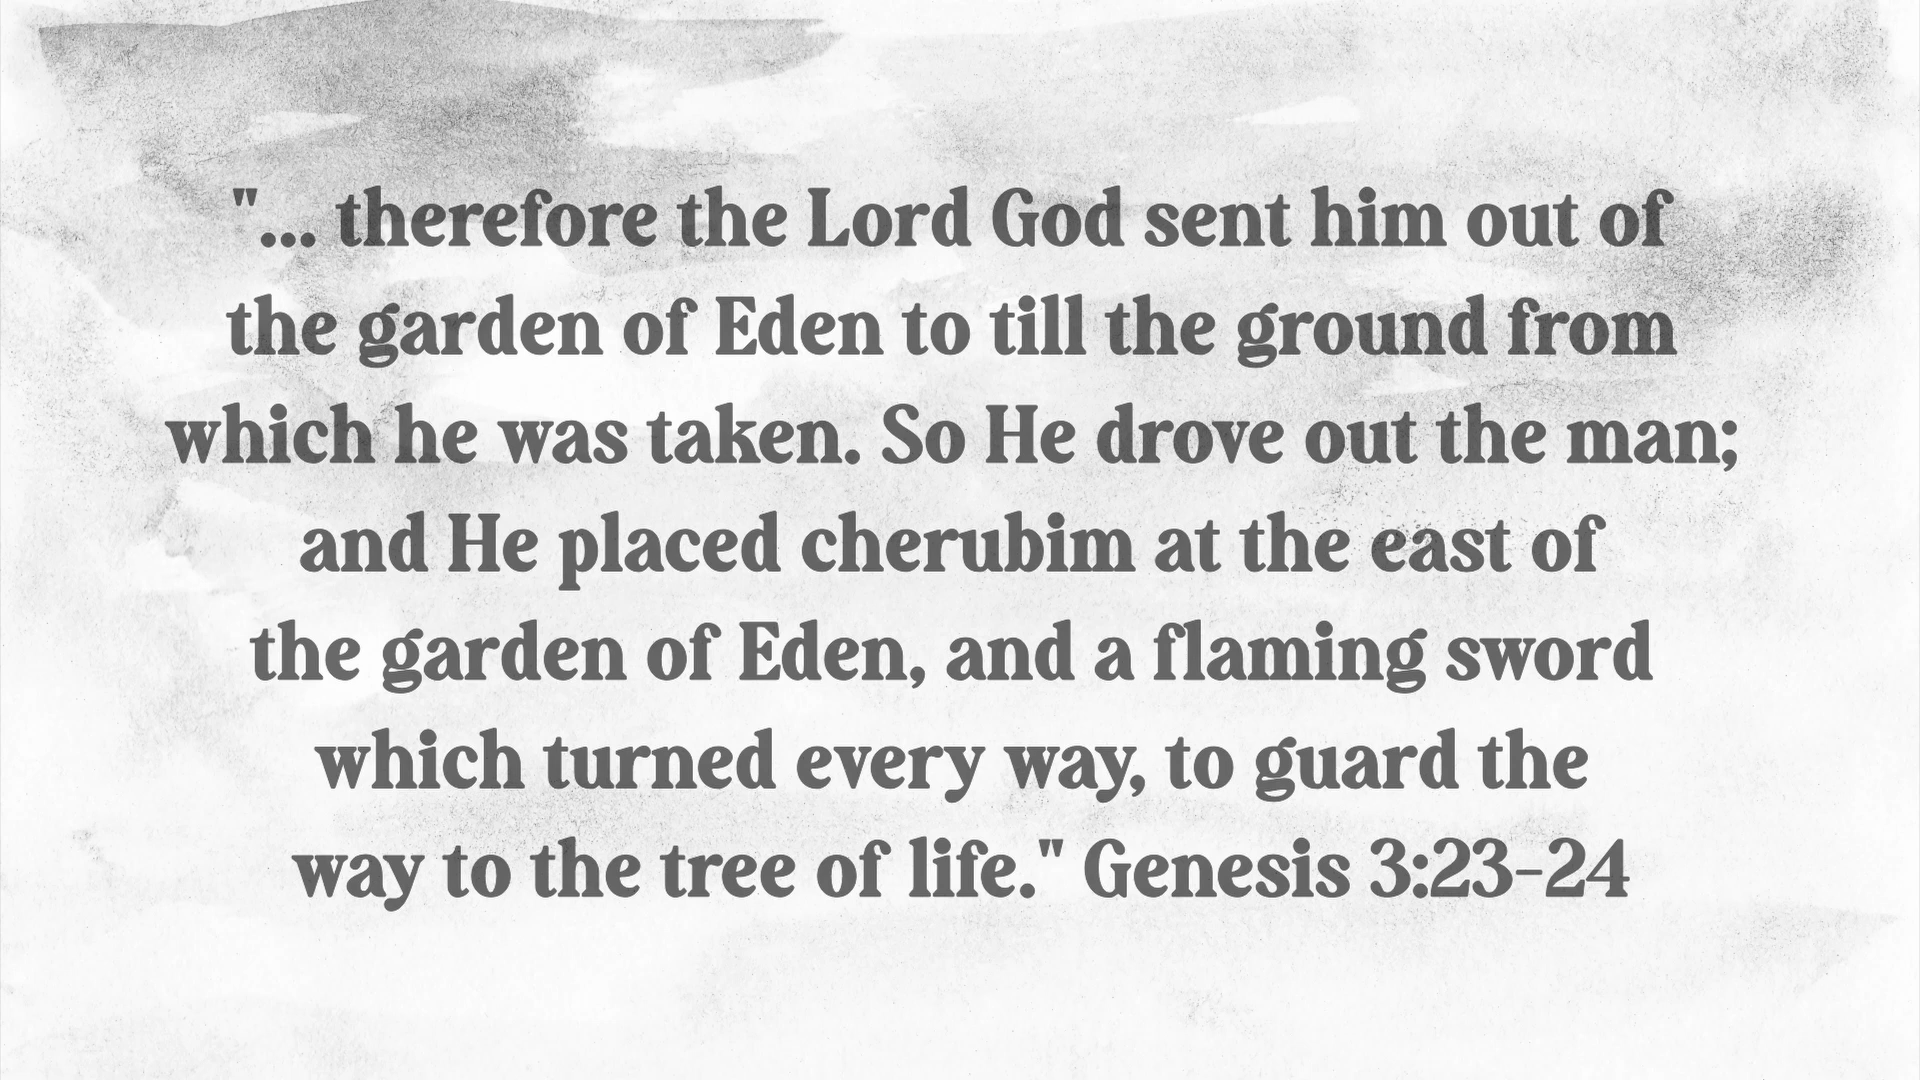 "... therefore the Lord God sent him out of
the garden of Eden to till the ground from
which he was taken. So He drove out the man;
and He placed cherubim at the east of
the garden of Eden, and a flaming sword
which turned every way, to guard the
way to the tree of life." Genesis 3:23-24